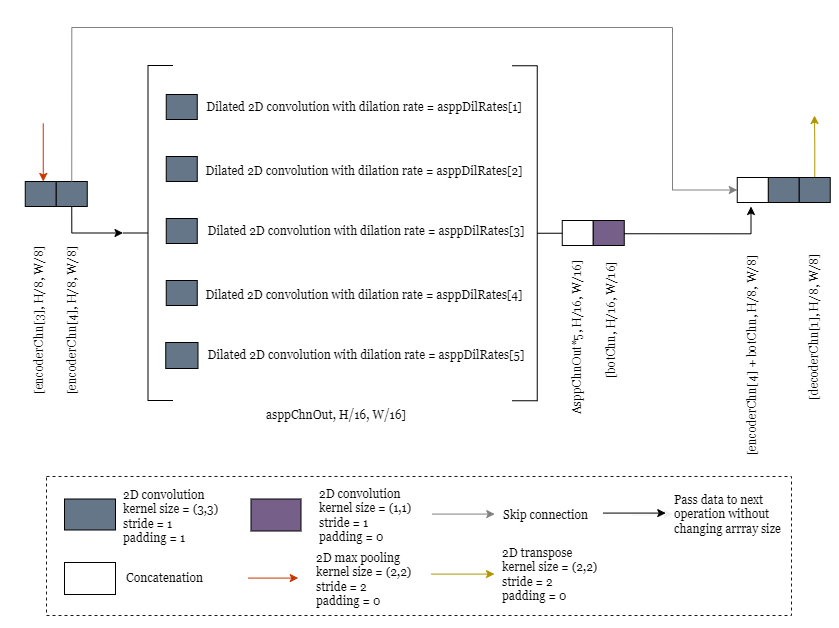 Dilated 2D convolution with dilation rate = asppDilRates[1]
Dilated 2D convolution with dilation rate = asppDilRates[2]
Dilated 2D convolution with dilation rate = asppDilRates[3]
Dilated 2D convolution with dilation rate = asppDilRates[4]
Dilated 2D convolution with dilation rate = asppDilRates[5]
asppChnOut, H/16, W/16]
[encoderChn[3], H/8, W/8]
[encoderChn[4], H/8, W/8]
AsppChnOut*5, H/16, W/16]
[botChn, H/16, W/16]
[encoderChn[4] + botChn, H/8, W/8]
[decoderChn[1], H/8, W/8]
2D convolution
kernel size = (3,3)
stride = 1
padding = 1
2D convolution
kernel size = (1,1)
stride = 1
padding = 0
Skip connection
Pass data to next
operation without
changing arrray size
Concatenation
2D max pooling
kernel size = (2,2)
stride = 2
padding = 0
2D transpose
kernel size = (2,2)
stride = 2
padding = 0